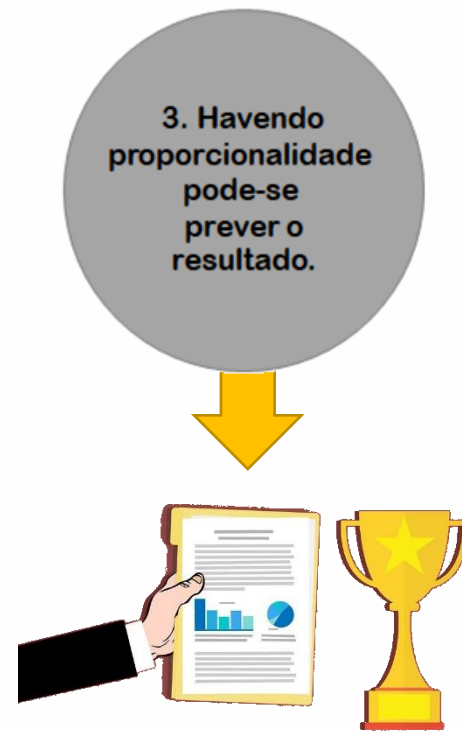 3. Havendo
proporcionalidade
pode-se
prever o
resultado.